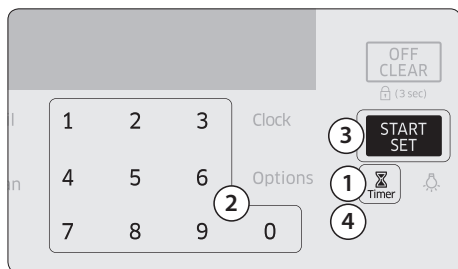 OFF
CLEAR
(3 sec)
1 2 3 Clock
3 START
SET
4 5 6 Options
1 Timer
2
4
7 8 9 0